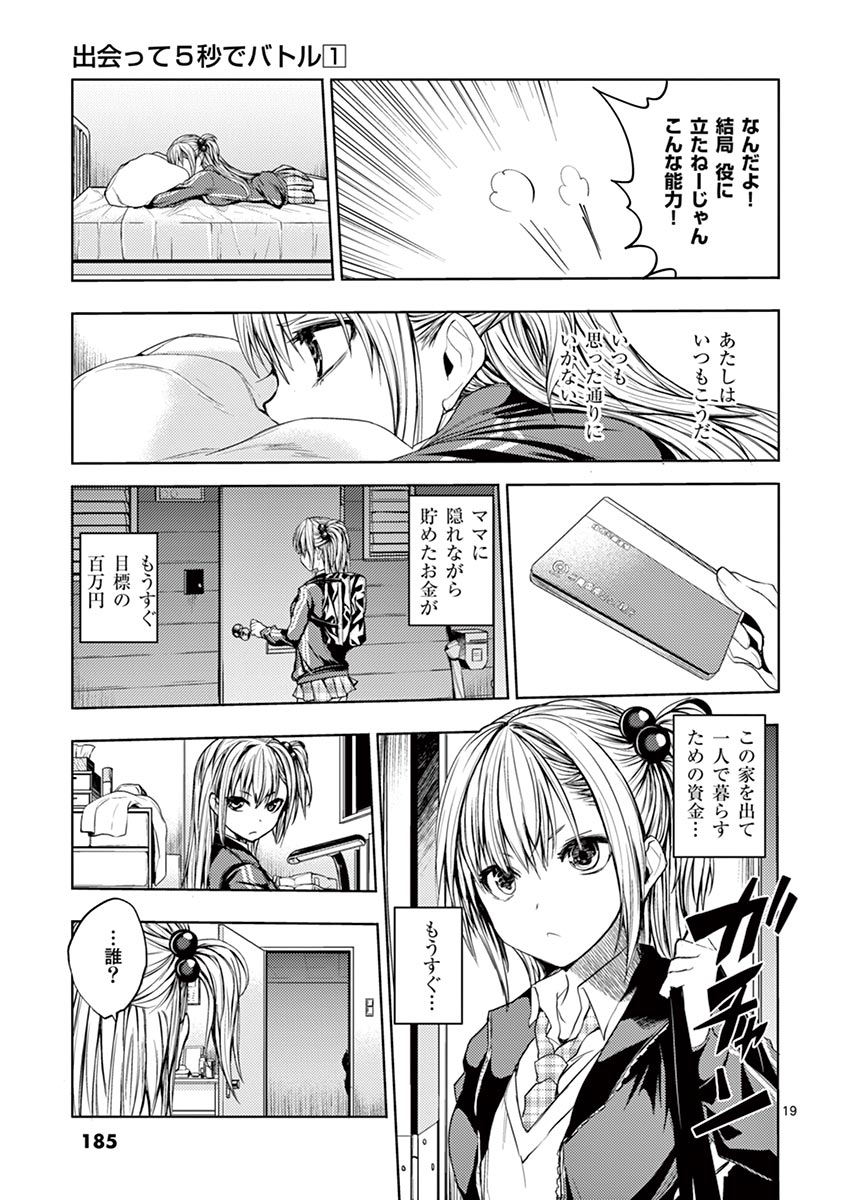 出会って5秒でバトル1
なんだよ!
結局 役に
立たねーじゃん
こんな能力!
あたしは
いつもこうだ
いつも
思った通りに
いかない
ママに
隠れながら
貯めたお金が
もうすぐ
目標の
百万円
この家を出て
一人で暮らす
ための資金…
もうすぐ…
ガチャン
…誰?
19
185